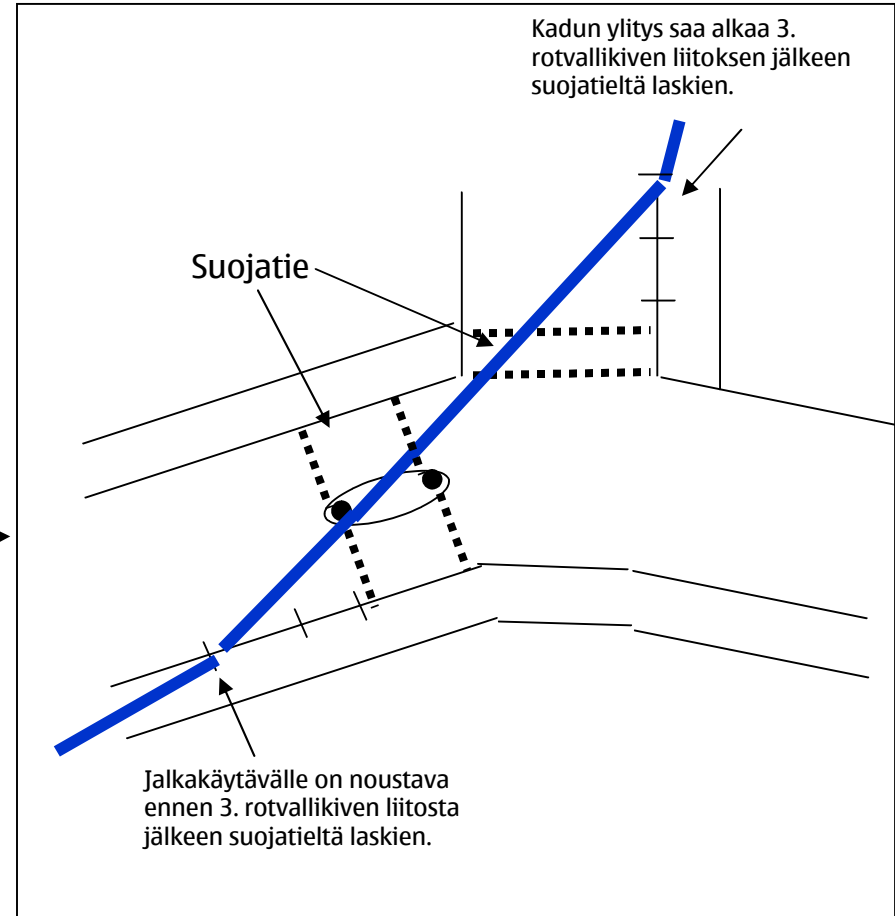 Kadun ylitys saa alkaa 3.
rotvallikiven liitoksen jälkeen
suojatieltä laskien.
Suojatie
Jalkakäytävälle on noustava
ennen 3. rotvallikiven liitosta
jälkeen suojatieltä laskien.